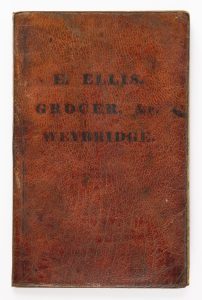 E. ELLIS.
GROCER, &c.
WEYBRIDGE.